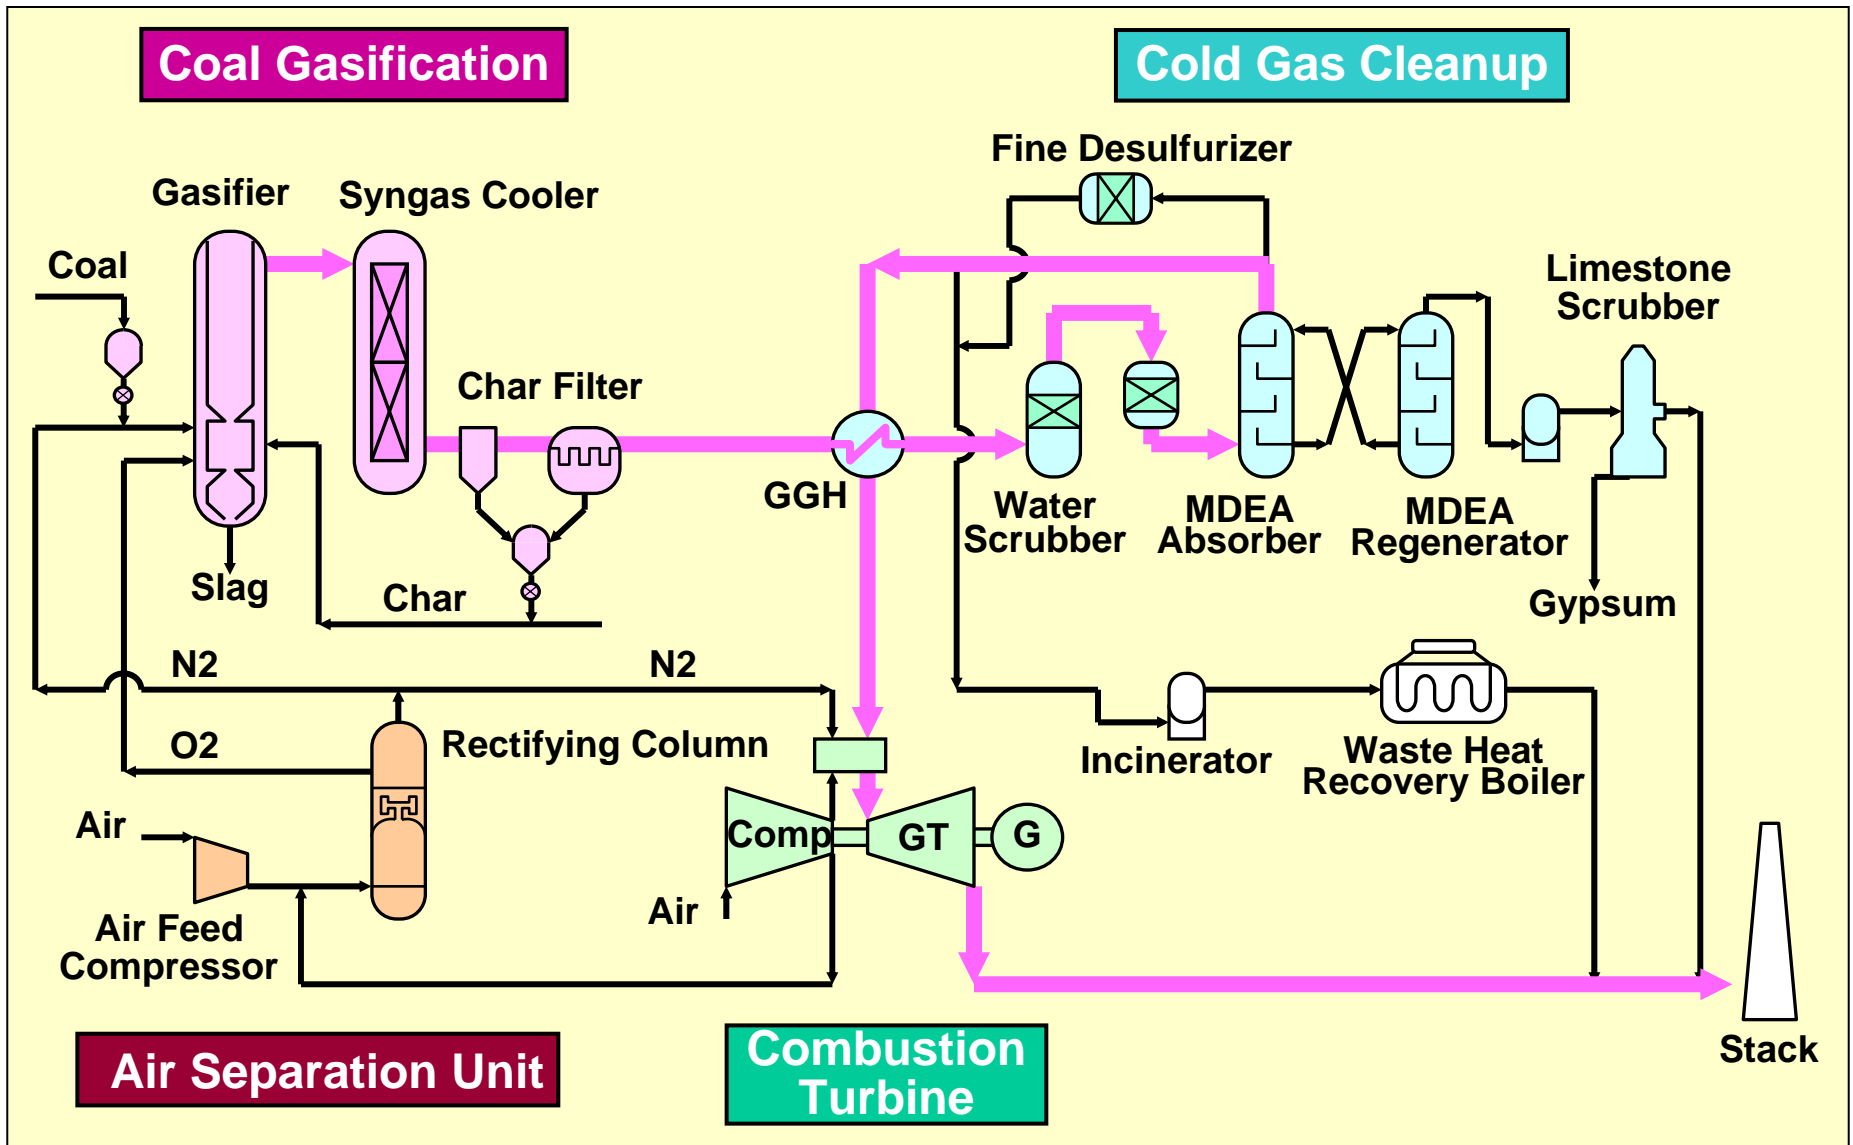 Coal Gasification
Cold Gas Cleanup
Fine Desulfurizer
Gasifier
Syngas Cooler
Coal
Limestone
Scrubber
Char Filter
GGH
Water
Scrubber
MDEA
Absorber
MDEA
Regenerator
Slag
Char
Gypsum
N2
N2
O2
Rectifying Column
Incinerator
Waste Heat
Recovery Boiler
Air
Comp
GT
G
Air
Air Feed
Compressor
Stack
Air Separation Unit
Combustion
Turbine